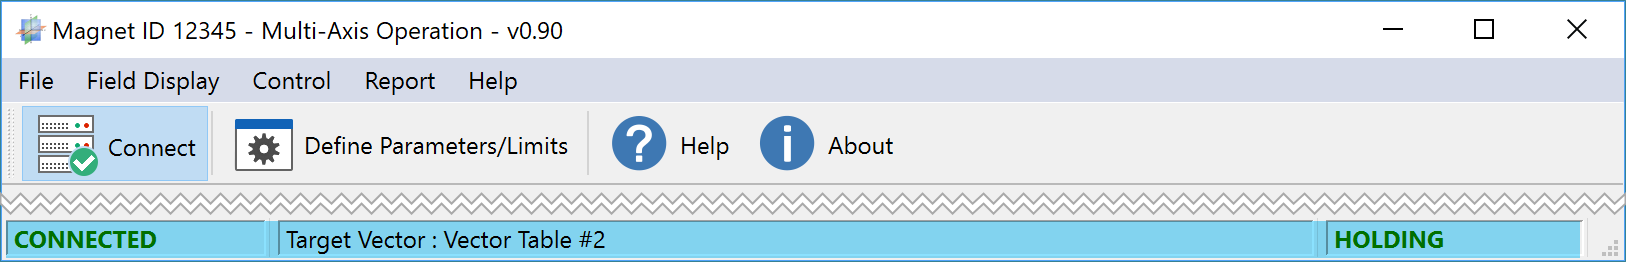 Magnet ID 12345 - Multi-Axis Operation - v0.90
File Field Display Control Report Help
Connect Define Parameters/Limits Help About
CONNECTED Target Vector : Vector Table #2 HOLDING